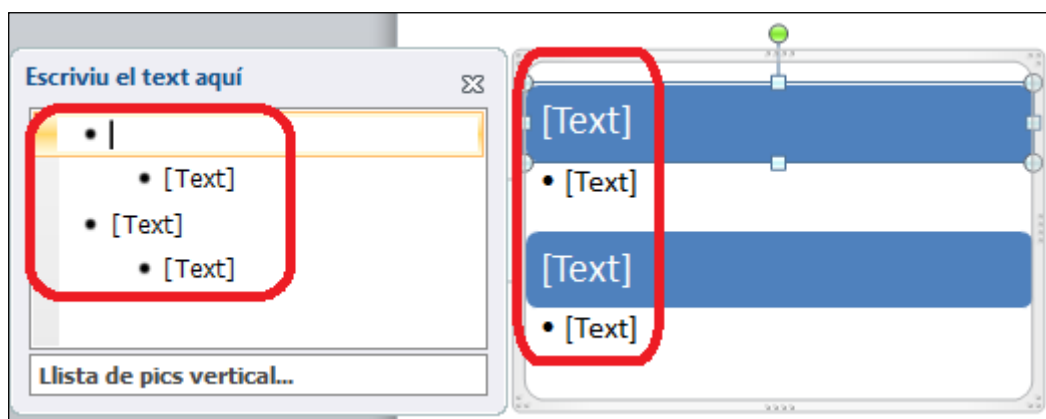 Escriviu el text aquí
•
• [Text]
• [Text]
• [Text]
Llista de pics vertical...
[Text]
• [Text]
[Text]
• [Text]